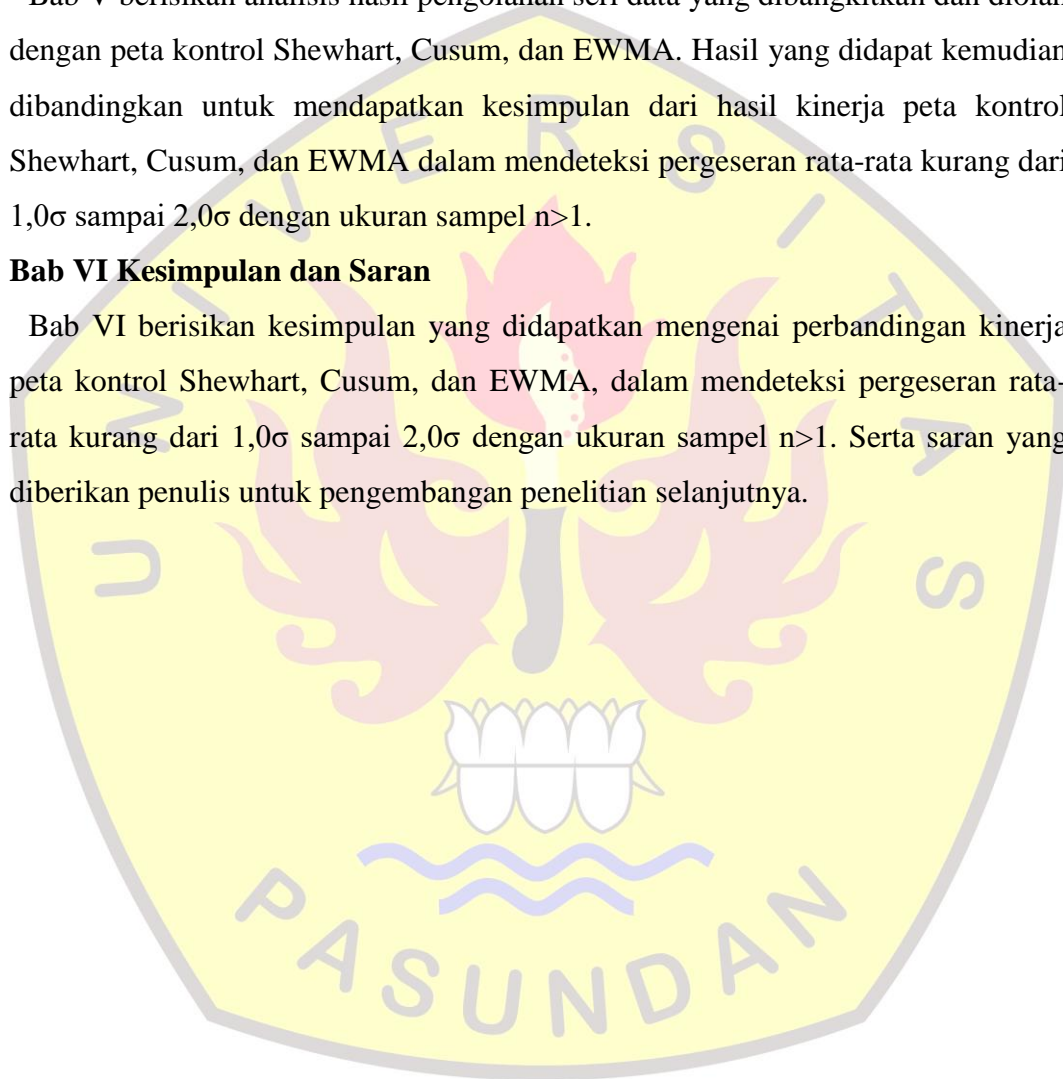 Bab V berisikan analisis hasil pengolahan seri data yang dibangkitkan dan diolah
dengan peta kontrol Shewhart, Cusum, dan EWMA. Hasil yang didapat kemudian
dibandingkan untuk mendapatkan kesimpulan dari hasil kinerja peta kontrol
Shewhart, Cusum, dan EWMA dalam mendeteksi pergeseran rata-rata kurang dari
1,0σ sampai 2,0σ dengan ukuran sampel n>1.
Bab VI Kesimpulan dan Saran
Bab VI berisikan kesimpulan yang didapatkan mengenai perbandingan kinerja
peta kontrol Shewhart, Cusum, dan EWMA, dalam mendeteksi pergeseran rata-
rata kurang dari 1,0σ sampai 2,0σ dengan ukuran sampel n>1. Serta saran yang
diberikan penulis untuk pengembangan penelitian selanjutnya.
UNIVERSITAS
PASUNDAN